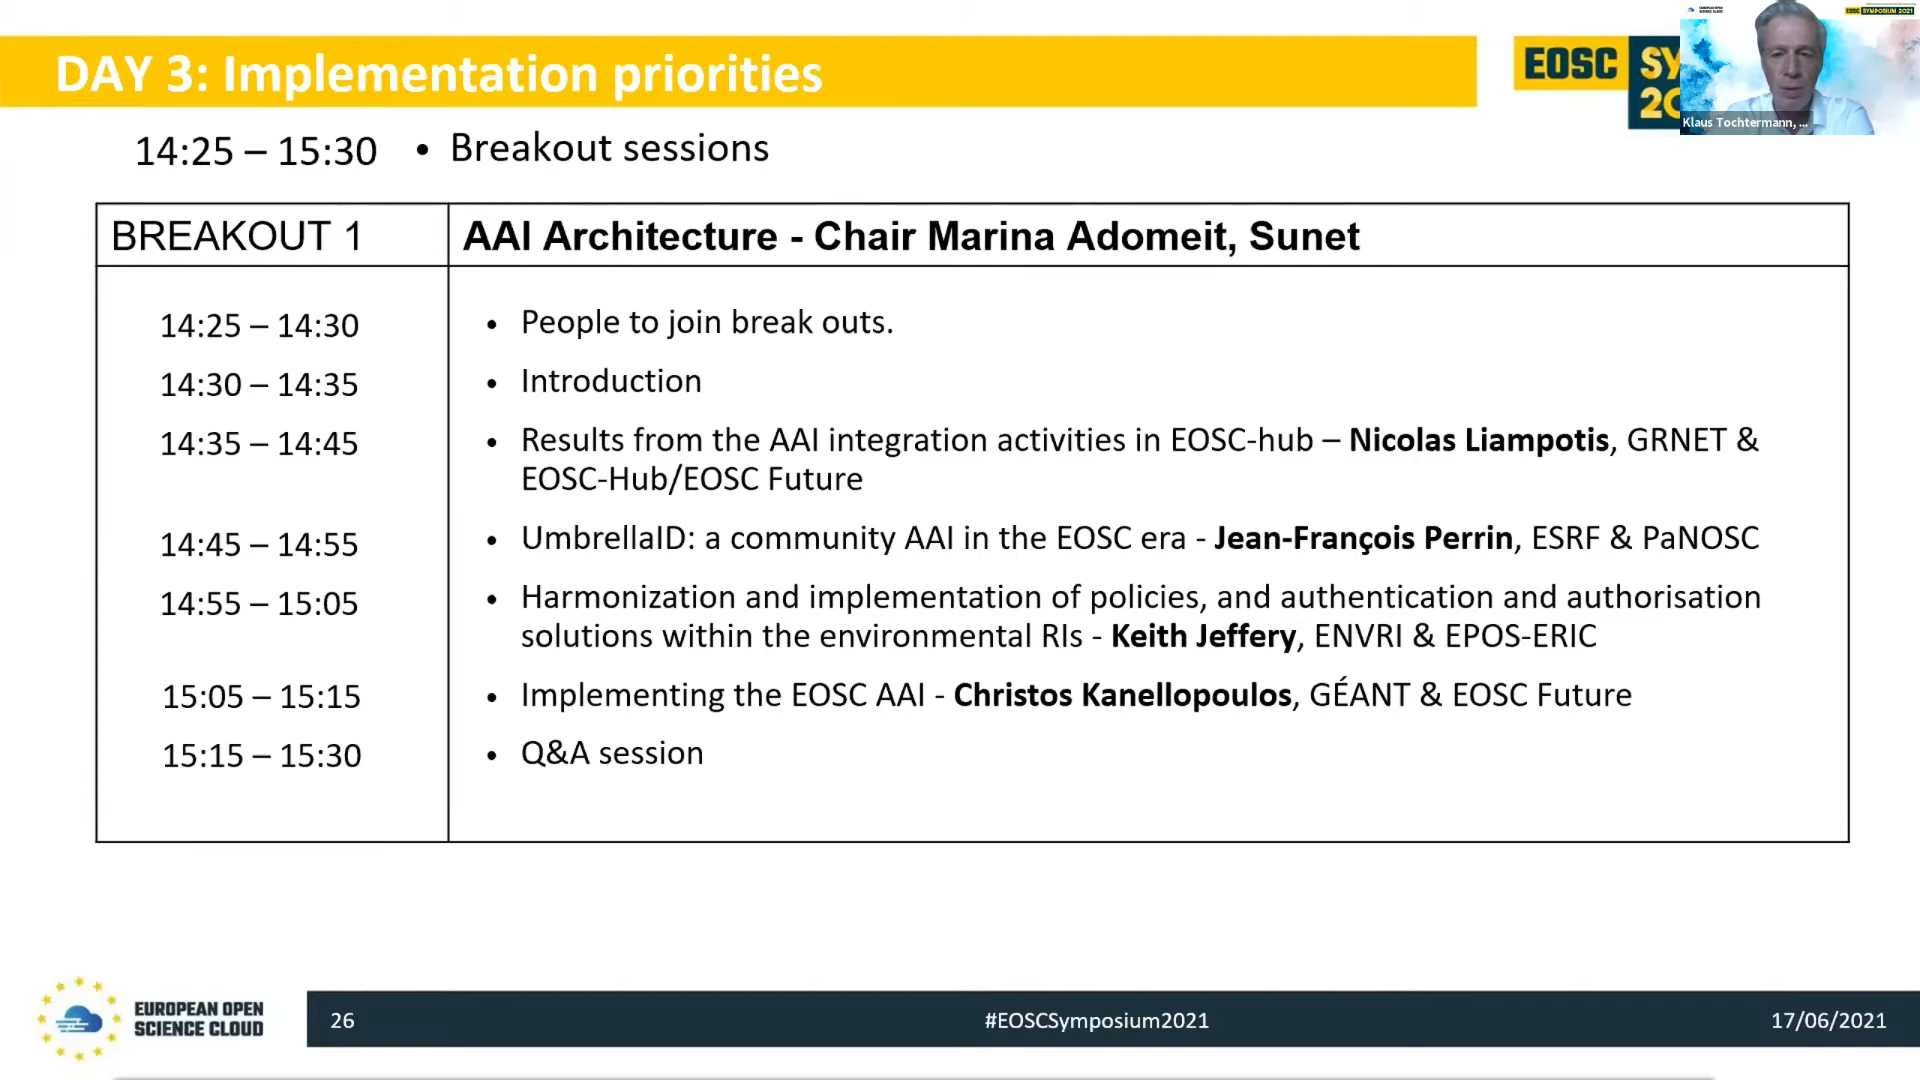 DAY 3: Implementation priorities
EOSC SY
20
EOSC SYMPOSIUM 2021
Klaus Tochtermann, ...
14:25 – 15:30 • Breakout sessions
BREAKOUT 1 AAI Architecture - Chair Marina Adomeit, Sunet
14:25 – 14:30 • People to join break outs.
14:30 – 14:35 • Introduction
14:35 – 14:45 • Results from the AAI integration activities in EOSC-hub – Nicolas Liampotis, GRNET &
EOSC-Hub/EOSC Future
14:45 – 14:55 • UmbrellaID: a community AAI in the EOSC era - Jean-François Perrin, ESRF & PaNOSC
14:55 – 15:05 • Harmonization and implementation of policies, and authentication and authorisation
solutions within the environmental RIs - Keith Jeffery, ENVRI & EPOS-ERIC
15:05 – 15:15 • Implementing the EOSC AAI - Christos Kanellopoulos, GÉANT & EOSC Future
15:15 – 15:30 • Q&A session
EUROPEAN OPEN
SCIENCE CLOUD
26 #EOSCSymposium2021 17/06/2021